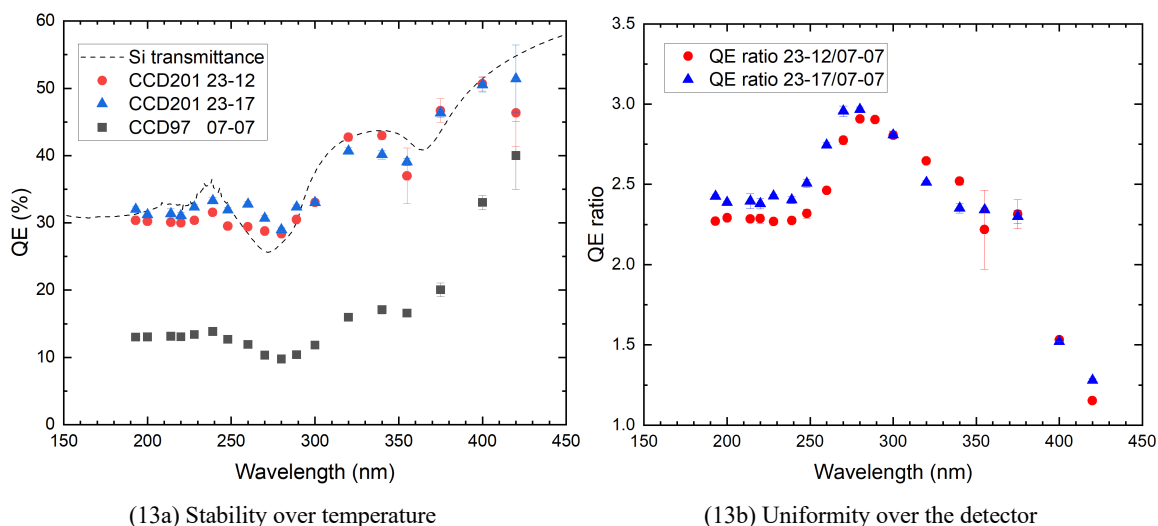 60
50
40
30
20
10
0
QE (%)
Si transmittance
CCD201 23-12
CCD201 23-17
CCD97 07-07
150 200 250 300 350 400 450
Wavelength (nm)
(13a) Stability over temperature
3.5
3.0
2.5
2.0
1.5
1.0
QE ratio
QE ratio 23-12/07-07
QE ratio 23-17/07-07
150 200 250 300 350 400 450
Wavelength (nm)
(13b) Uniformity over the detector